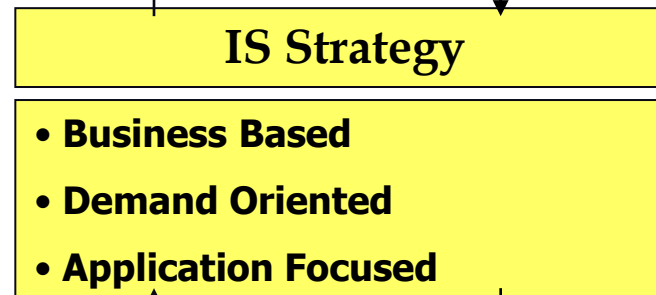 IS Strategy
• Business Based
• Demand Oriented
• Application Focused